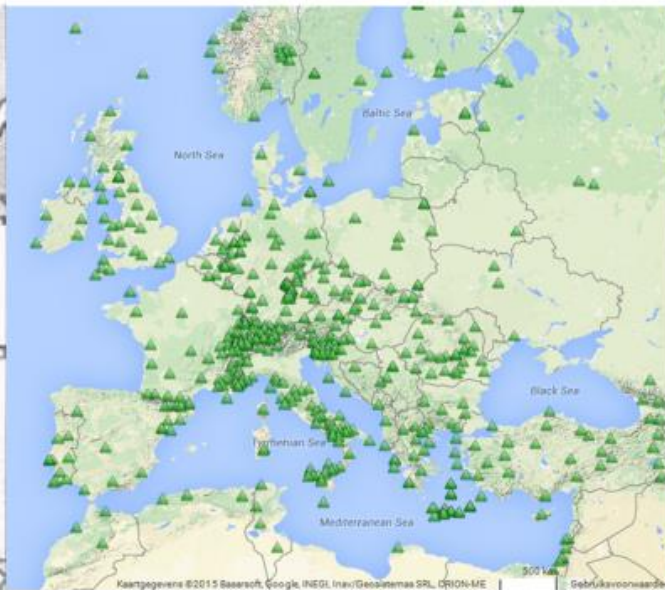 Baltic Sea
North Sea
Black Sea
Tyrrhenian Sea
Mediterranean Sea
500 km
Kaartgegevens ©2015 Basarsoft, Google, INEGI, Inav/Geosistemas SRL, ORION-ME
Gebruiksvoorwaarden